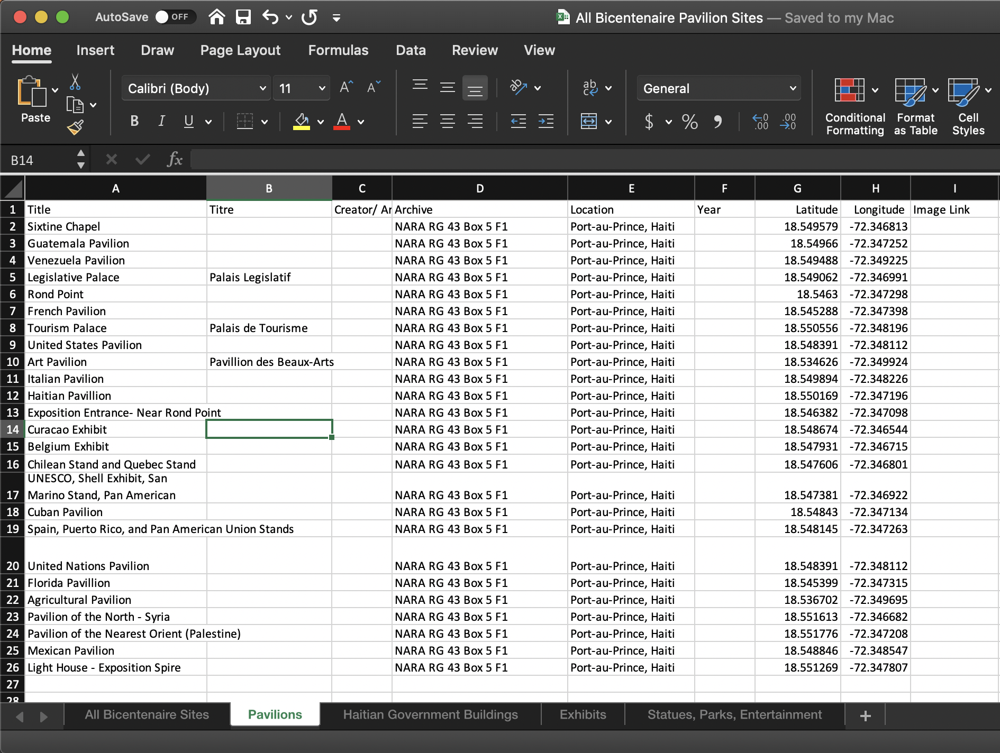 AutoSave OFF All Bicentenaire Pavilion Sites — Saved to my Mac
Home Insert Draw Page Layout Formulas Data Review View
Paste Calibri (Body) 11 A A ab ab c General
B I U A $ % , .0 .00 .00 .0 Conditional Formatting Format as Table Cell Styles
B14 fx
A B C D E F G H I
1 Title Titre Creator/ Ar Archive Location Year Latitude Longitude Image Link
2 Sixtine Chapel NARA RG 43 Box 5 F1 Port-au-Prince, Haiti 18.549579 -72.346813
3 Guatemala Pavilion NARA RG 43 Box 5 F1 Port-au-Prince, Haiti 18.54966 -72.347252
4 Venezuela Pavilion NARA RG 43 Box 5 F1 Port-au-Prince, Haiti 18.549488 -72.349225
5 Legislative Palace Palais Legislatif NARA RG 43 Box 5 F1 Port-au-Prince, Haiti 18.549062 -72.346991
6 Rond Point NARA RG 43 Box 5 F1 Port-au-Prince, Haiti 18.5463 -72.347298
7 French Pavilion NARA RG 43 Box 5 F1 Port-au-Prince, Haiti 18.545288 -72.347398
8 Tourism Palace Palais de Tourisme NARA RG 43 Box 5 F1 Port-au-Prince, Haiti 18.550556 -72.348196
9 United States Pavilion NARA RG 43 Box 5 F1 Port-au-Prince, Haiti 18.548391 -72.348112
10 Art Pavilion Pavillion des Beaux-Arts NARA RG 43 Box 5 F1 Port-au-Prince, Haiti 18.534626 -72.349924
11 Italian Pavilion NARA RG 43 Box 5 F1 Port-au-Prince, Haiti 18.549894 -72.348226
12 Haitian Pavillion NARA RG 43 Box 5 F1 Port-au-Prince, Haiti 18.550169 -72.347196
13 Exposition Entrance- Near Rond Point NARA RG 43 Box 5 F1 Port-au-Prince, Haiti 18.546382 -72.347098
14 Curacao Exhibit NARA RG 43 Box 5 F1 Port-au-Prince, Haiti 18.548674 -72.346544
15 Belgium Exhibit NARA RG 43 Box 5 F1 Port-au-Prince, Haiti 18.547931 -72.346715
16 Chilean Stand and Quebec Stand NARA RG 43 Box 5 F1 Port-au-Prince, Haiti 18.547606 -72.346801
UNESCO, Shell Exhibit, San
17 Marino Stand, Pan American NARA RG 43 Box 5 F1 Port-au-Prince, Haiti 18.547381 -72.346922
18 Cuban Pavilion NARA RG 43 Box 5 F1 Port-au-Prince, Haiti 18.54843 -72.347134
19 Spain, Puerto Rico, and Pan American Union Stands NARA RG 43 Box 5 F1 Port-au-Prince, Haiti 18.548145 -72.347263
20 United Nations Pavilion NARA RG 43 Box 5 F1 Port-au-Prince, Haiti 18.548391 -72.348112
21 Florida Pavillion NARA RG 43 Box 5 F1 Port-au-Prince, Haiti 18.545399 -72.347315
22 Agricultural Pavilion NARA RG 43 Box 5 F1 Port-au-Prince, Haiti 18.536702 -72.349695
23 Pavilion of the North - Syria NARA RG 43 Box 5 F1 Port-au-Prince, Haiti 18.551613 -72.346682
24 Pavilion of the Nearest Orient (Palestine) NARA RG 43 Box 5 F1 Port-au-Prince, Haiti 18.551776 -72.347208
25 Mexican Pavilion NARA RG 43 Box 5 F1 Port-au-Prince, Haiti 18.548846 -72.348547
26 Light House - Exposition Spire NARA RG 43 Box 5 F1 Port-au-Prince, Haiti 18.551269 -72.347807
27
28
All Bicentenaire Sites Pavilions Haitian Government Buildings Exhibits Statues, Parks, Entertainment +